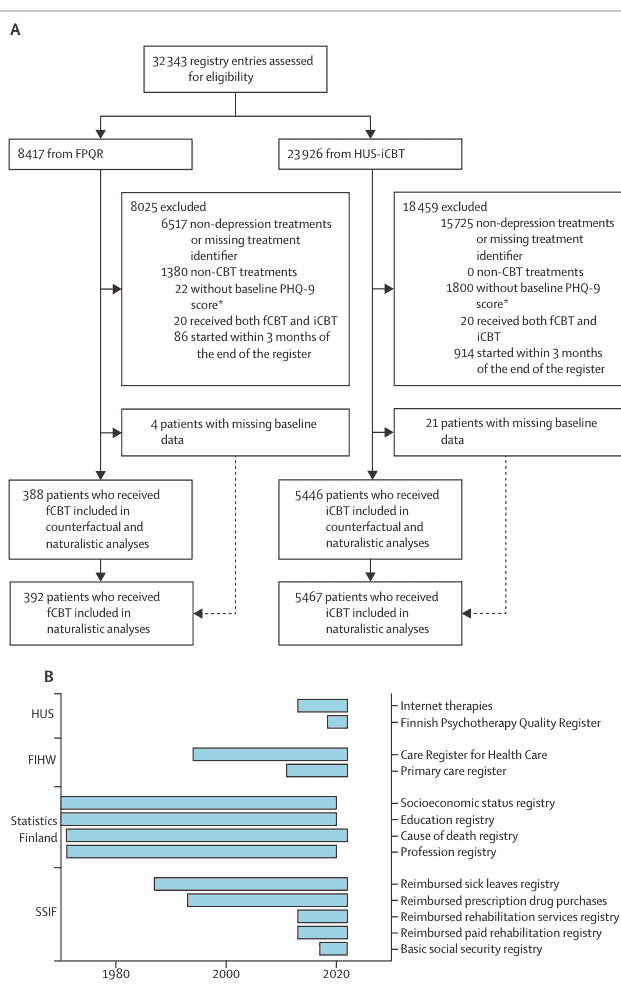 A
32 343 registry entries assessed
for eligibility
8417 from FPQR
23 926 from HUS-iCBT
8025 excluded
6517 non-depression treatments
or missing treatment
identifier
1380 non-CBT treatments
22 without baseline PHQ-9
score*
20 received both fCBT and iCBT
86 started within 3 months of
the end of the register
18 459 excluded
15 725 non-depression treatments
or missing treatment
identifier
0 non-CBT treatments
1800 without baseline PHQ-9
score*
20 received both fCBT and
iCBT
914 started within 3 months
of the end of the register
4 patients with missing baseline
data
21 patients with missing baseline
data
388 patients who received
fCBT included in
counterfactual and
naturalistic analyses
5446 patients who received
iCBT included in
counterfactual and
naturalistic analyses
392 patients who received
fCBT included in
naturalistic analyses
5467 patients who received
iCBT included in
naturalistic analyses
B
HUS
Internet therapies
Finnish Psychotherapy Quality Register
FIHW
Care Register for Health Care
Primary care register
Statistics
Finland
Socioeconomic status registry
Education registry
Cause of death registry
Profession registry
SSIF
Reimbursed sick leaves registry
Reimbursed prescription drug purchases
Reimbursed rehabilitation services registry
Reimbursed paid rehabilitation registry
Basic social security registry
1980
2000
2020